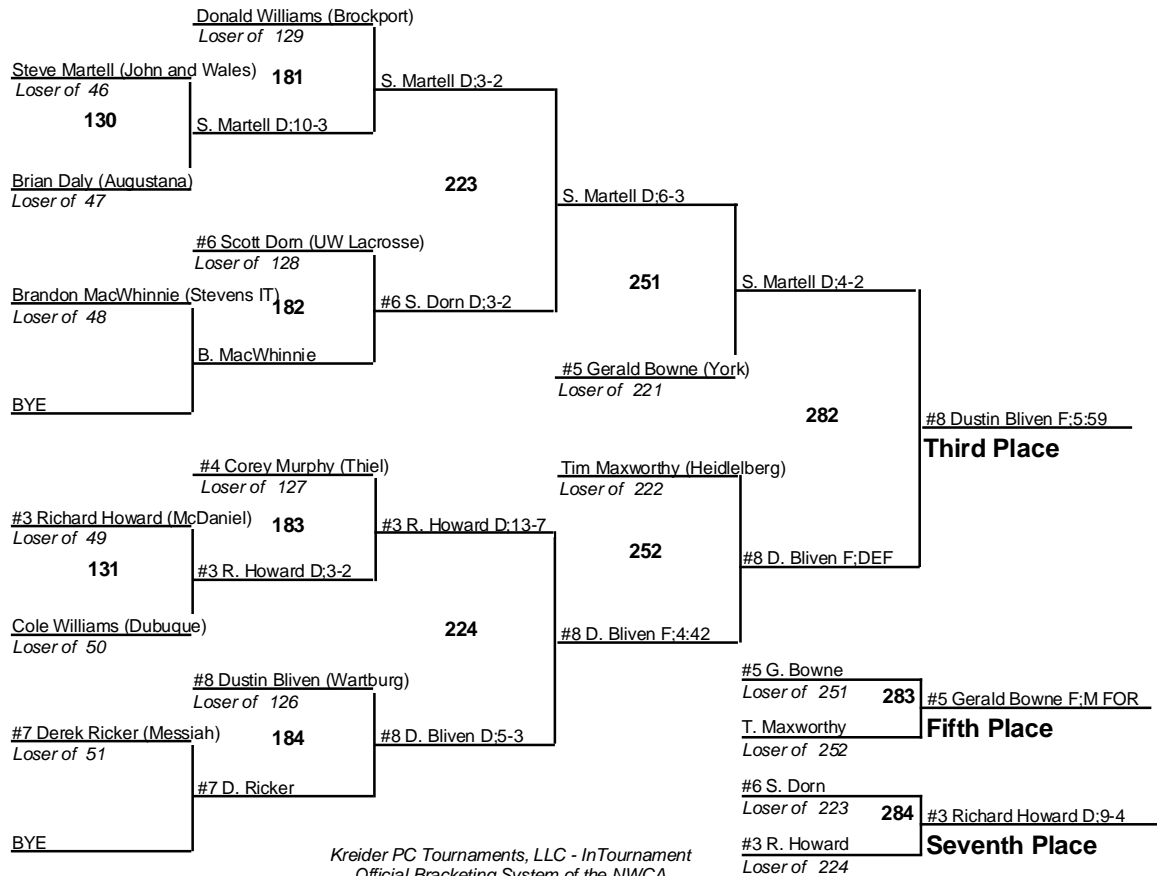 Donald Williams (Brockport)
Loser of 129
Steve Martell (John and Wales)
181
S. Martell D;3-2
Loser of 46
130
S. Martell D;10-3
Brian Daly (Augustana)
Loser of 47
223
S. Martell D;6-3
#6 Scott Dorn (UW Lacrosse)
Loser of 128
Brandon MacWhinnie (Stevens IT)
182
#6 S. Dorn D;3-2
Loser of 48
251
S. Martell D;4-2
B. MacWhinnie
#5 Gerald Bowne (York)
Loser of 221
BYE
282
#8 Dustin Bliven F;5:59
Third Place
#4 Corey Murphy (Thiel)
Loser of 127
Tim Maxworthy (Heidlelberg)
Loser of 222
#3 Richard Howard (McDaniel)
183
#3 R. Howard D;13-7
Loser of 49
252
131
#3 R. Howard D;3-2
#8 D. Bliven F;DEF
Cole Williams (Dubuque)
Loser of 50
224
#8 D. Bliven F;4:42
#8 Dustin Bliven (Wartburg)
Loser of 126
#5 G. Bowne
Loser of 251
283
#5 Gerald Bowne F;M FOR
Fifth Place
#7 Derek Ricker (Messiah)
184
#8 D. Bliven D;5-3
T. Maxworthy
Loser of 51
Loser of 252
#7 D. Ricker
#6 S. Dorn
Loser of 223
284
#3 Richard Howard D;9-4
Seventh Place
BYE
#3 R. Howard
Loser of 224
Kreider PC Tournaments, LLC - InTournament
Official Bracketing System of the NWCA